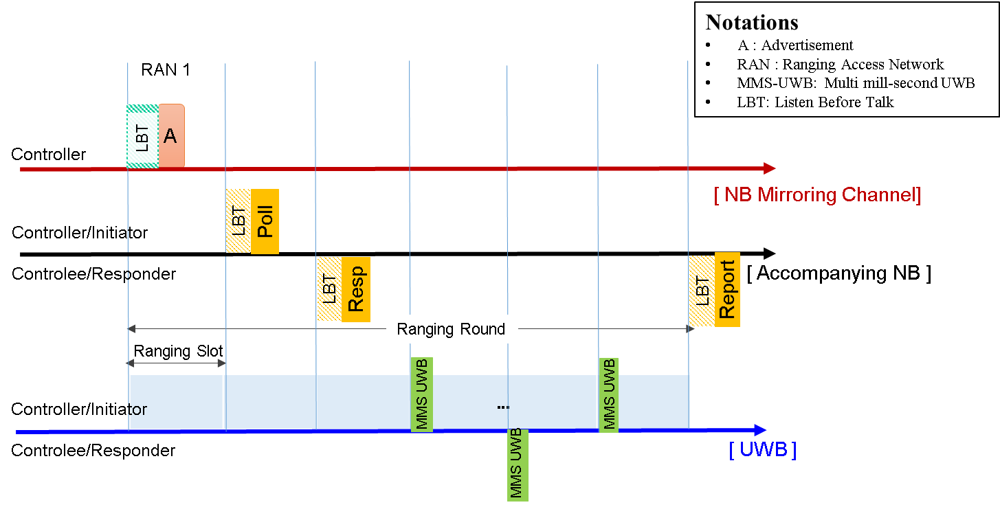 Notations
• A : Advertisement
• RAN : Ranging Access Network
• MMS-UWB: Multi mill-second UWB
• LBT: Listen Before Talk
RAN 1
LBT
A
Controller
[ NB Mirroring Channel]
LBT
Poll
Controller/Initiator
Controlee/Responder
[ Accompanying NB ]
LBT
Resp
LBT
Report
Ranging Round
Ranging Slot
MMS UWB
MMS UWB
...
Controller/Initiator
Controlee/Responder
MMS UWB
[ UWB ]